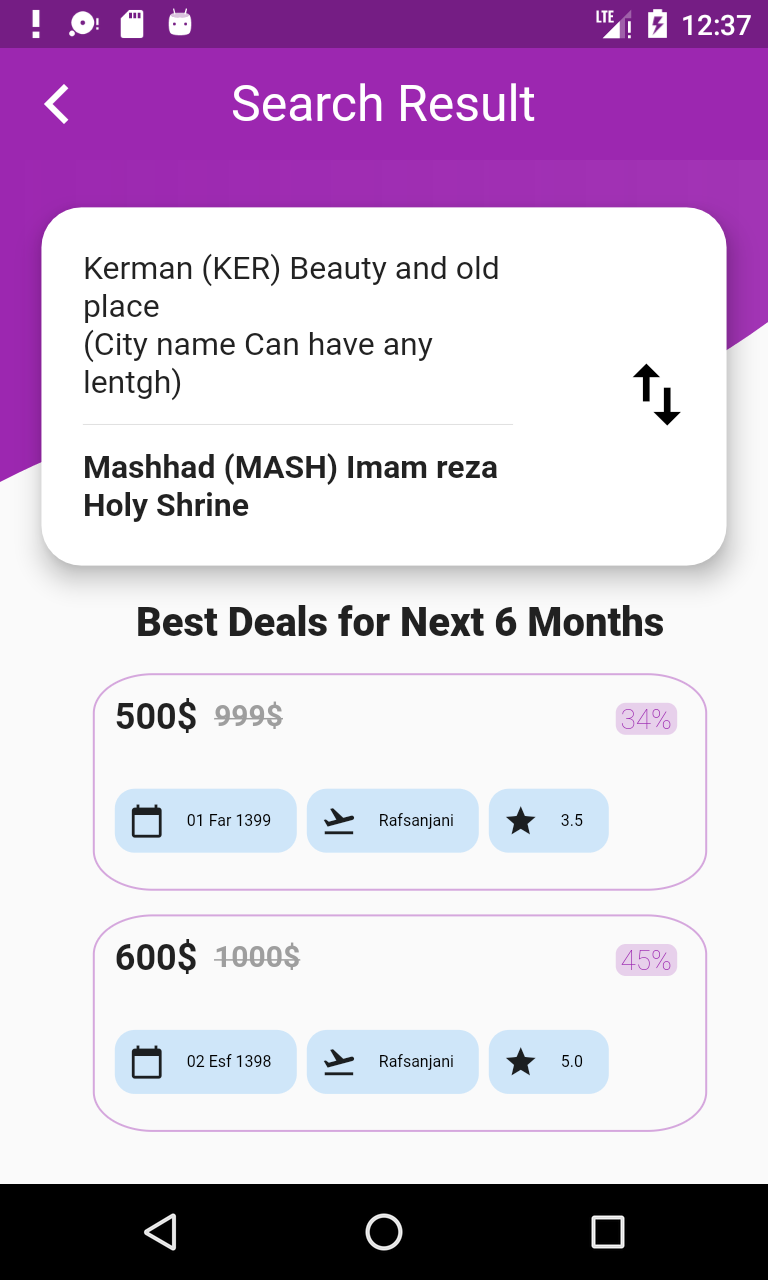 LTE 12:37
Search Result
Kerman (KER) Beauty and old
place
(City name Can have any
lentgh)
Mashhad (MASH) Imam reza
Holy Shrine
Best Deals for Next 6 Months
500$ 999$ 34%
01 Far 1399 Rafsanjani 3.5
600$ 1000$ 45%
02 Esf 1398 Rafsanjani 5.0